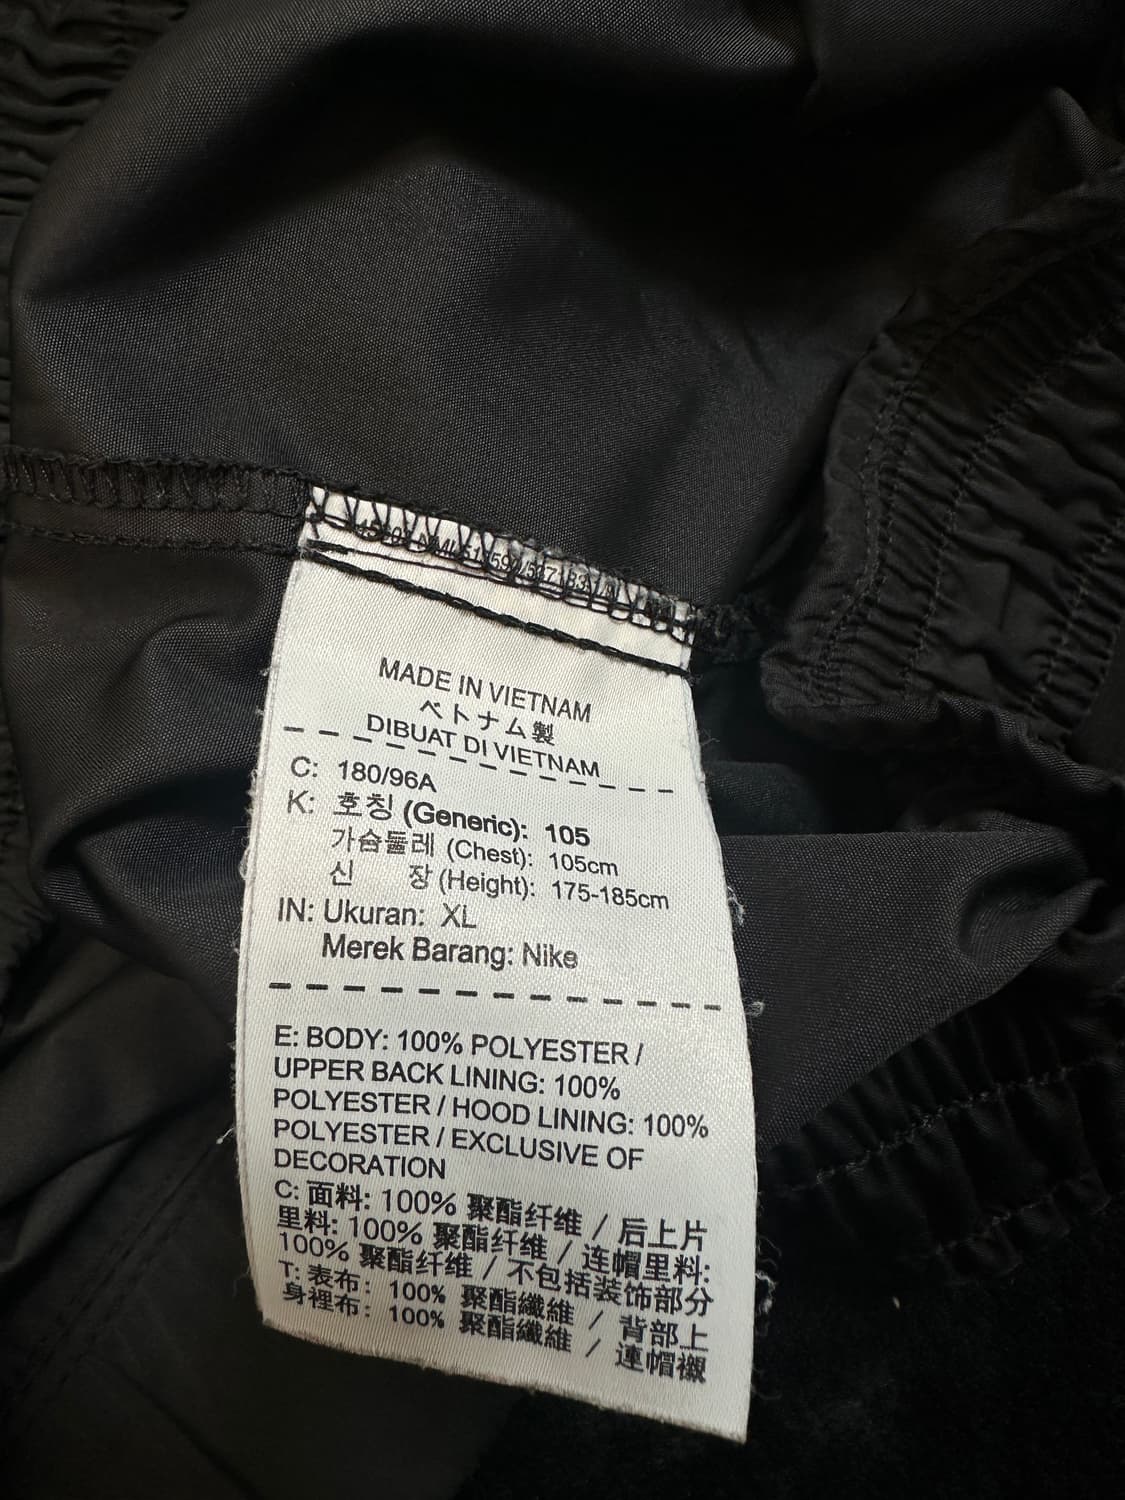 MADE IN VIETNAM
ベトナム製
DIBUAT DI VIETNAM
C: 180/96A
K: 호칭 (Generic): 105
가슴둘레 (Chest): 105cm
신 장 (Height): 175-185cm
IN: Ukuran: XL
Merek Barang: Nike
E: BODY: 100% POLYESTER /
UPPER BACK LINING: 100%
POLYESTER / HOOD LINING: 100%
POLYESTER / EXCLUSIVE OF
DECORATION
C: 面料: 100% 聚酯纤维 / 后上片
里料: 100% 聚酯纤维 / 连帽里料:
100% 聚酯纤维 / 不包括装饰部分
T: 表布: 100% 聚酯纖維 / 背部上
身裡布: 100% 聚酯纖維 / 連帽襯